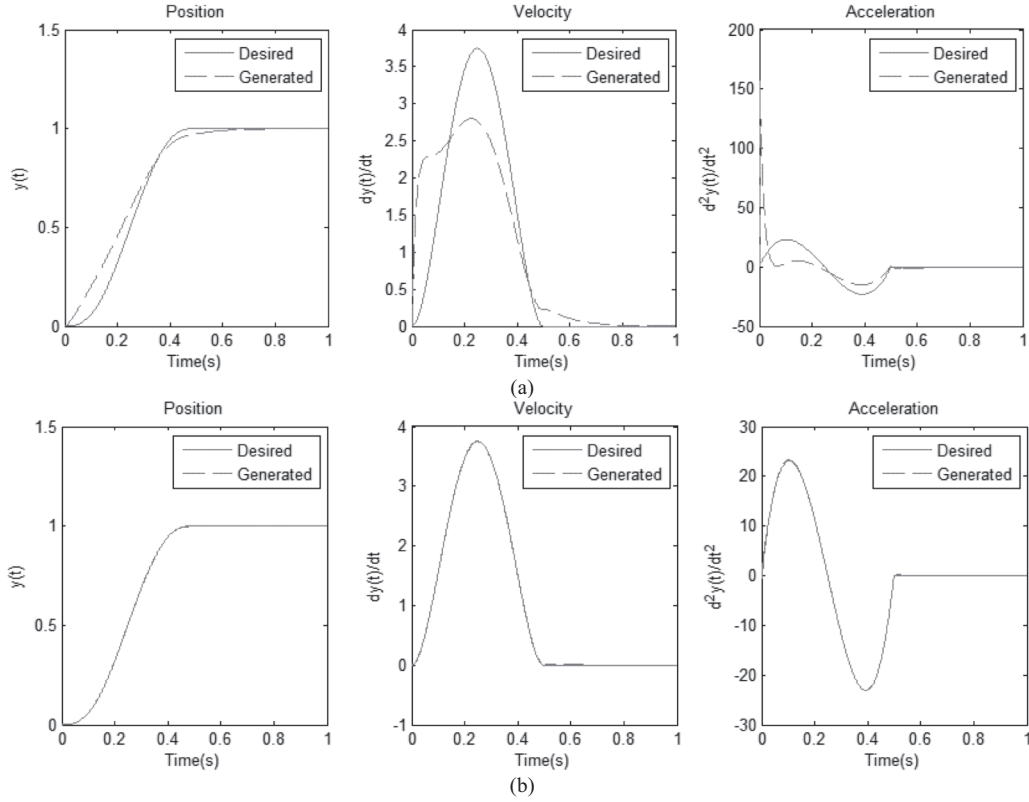 Position
1.5
1
0.5
0
y(t)
Desired
Generated
0 0.2 0.4 0.6 0.8 1
Time(s)
Velocity
4
3.5
3
2.5
2
1.5
1
0.5
0
dy(t)/dt
Desired
Generated
0 0.2 0.4 0.6 0.8 1
Time(s)
Acceleration
200
150
100
50
0
-50
d²y(t)/dt²
Desired
Generated
0 0.2 0.4 0.6 0.8 1
Time(s)
(a)
Position
1.5
1
0.5
0
y(t)
Desired
Generated
0 0.2 0.4 0.6 0.8 1
Time(s)
Velocity
4
3
2
1
0
-1
dy(t)/dt
Desired
Generated
0 0.2 0.4 0.6 0.8 1
Time(s)
Acceleration
30
20
10
0
-10
-20
-30
d²y(t)/dt²
Desired
Generated
0 0.2 0.4 0.6 0.8 1
Time(s)
(b)